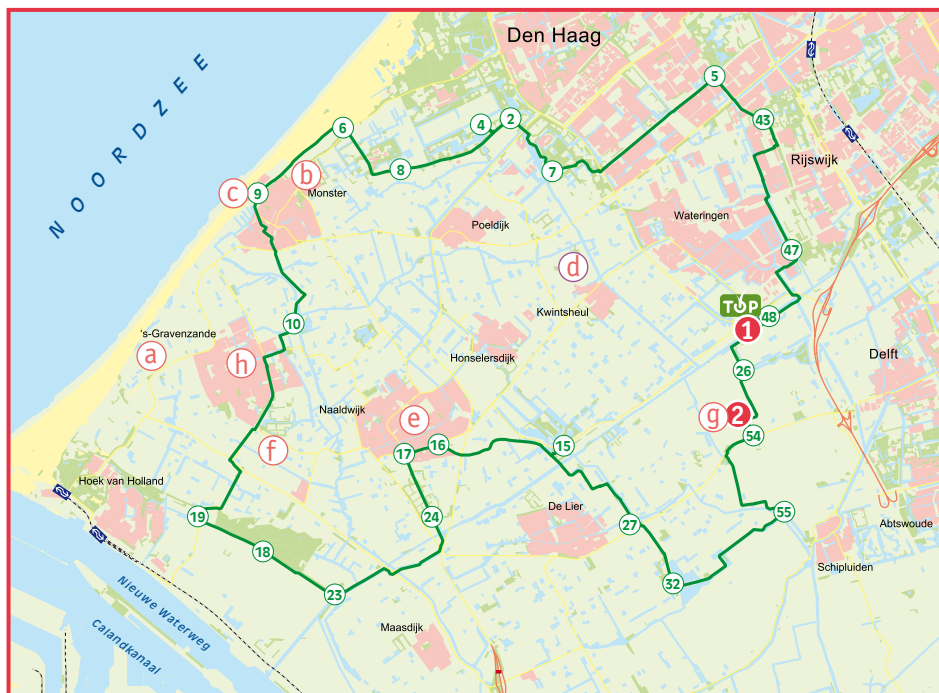 Den Haag
NOORDZEE
5
6
4
2
43
8
7
Rijswijk
b
c
9
Monster
Poeldijk
Wateringen
47
d
TOP
10
Kwintsheul
48
1
's-Gravenzande
a
h
Honselersdijk
Delft
26
Naaldwijk
e
g
2
54
f
17
16
15
Hoek van Holland
19
24
De Lier
27
55
Abtswoude
18
Schipluiden
23
32
Nieuwe Waterweg
Calandkanaal
Maasdijk